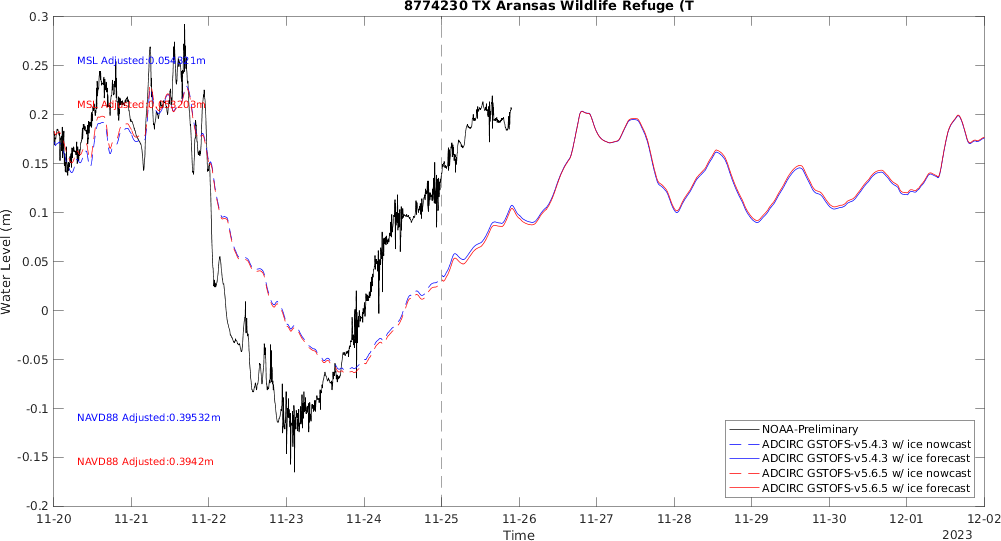 8774230 TX Aransas Wildlife Refuge (T
Water Level (m)
0.3
0.25
0.2
0.15
0.1
0.05
0
-0.05
-0.1
-0.15
-0.2
MSL Adjusted:
MSL Adjusted:
NAVD88 Adjusted:0.39532m
NAVD88 Adjusted:0.3942m
NOAA-Preliminary
ADCIRC GSTOFS-v5.4.3 w/ ice nowcast
ADCIRC GSTOFS-v5.4.3 w/ ice forecast
ADCIRC GSTOFS-v5.6.5 w/ ice nowcast
ADCIRC GSTOFS-v5.6.5 w/ ice forecast
11-20 11-21 11-22 11-23 11-24 11-25 11-26 11-27 11-28 11-29 11-30 12-01 12-02
Time
2023